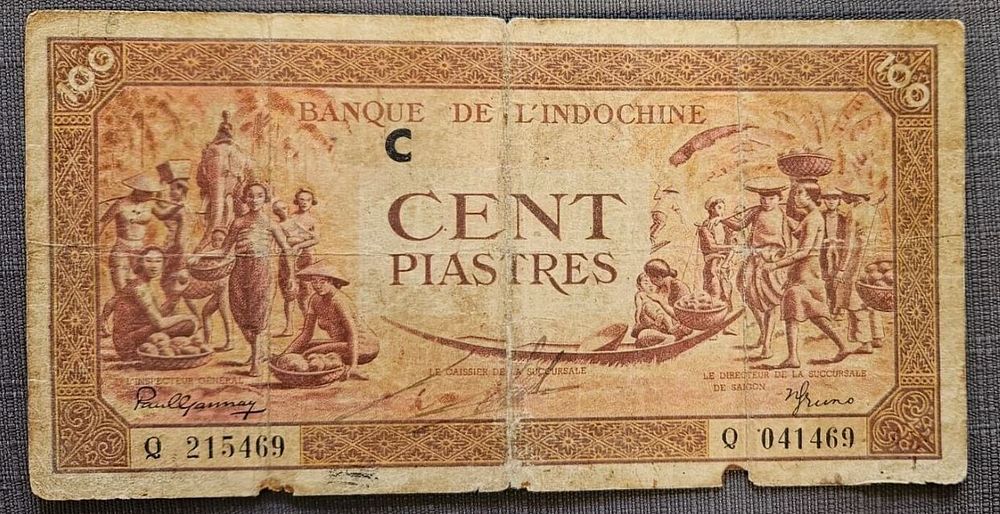 100
100
BANQUE DE L'INDOCHINE
C
CENT
PIASTRES
L'INSPECTEUR GÉNÉRAL
LE CAISSIER DE LA SUCCURSALE
LE DIRECTEUR DE LA SUCCURSALE
DE SAIGON
Q 215469
Q 041469